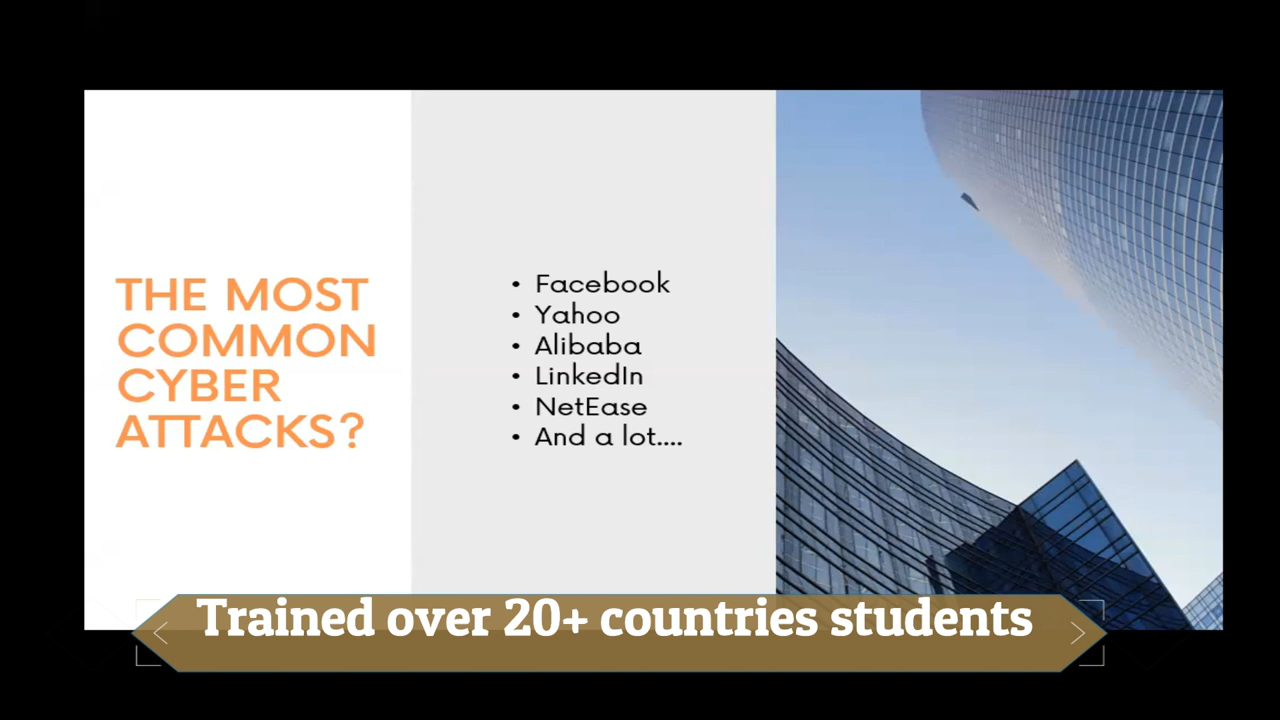 THE MOST
COMMON
CYBER
ATTACKS?
• Facebook
• Yahoo
• Alibaba
• LinkedIn
• NetEase
• And a lot....
Trained over 20+ countries students